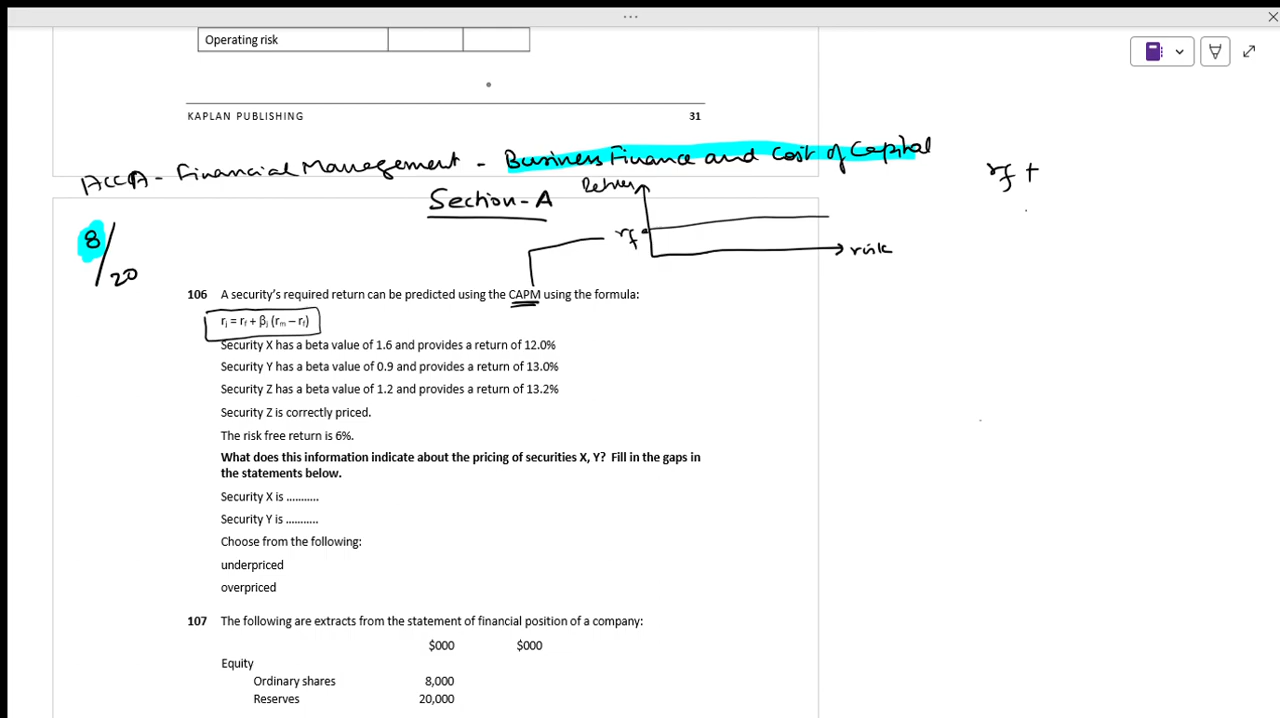 Operating risk
KAPLAN PUBLISHING 31
ACCA - Financial Management - Business Finance and Cost of Capital
rf +
Section-A
Return
rf
risk
8/20
106 A security's required return can be predicted using the CAPM using the formula:
rj = rf + βj (rm – rf)
Security X has a beta value of 1.6 and provides a return of 12.0%
Security Y has a beta value of 0.9 and provides a return of 13.0%
Security Z has a beta value of 1.2 and provides a return of 13.2%
Security Z is correctly priced.
The risk free return is 6%.
What does this information indicate about the pricing of securities X, Y? Fill in the gaps in
the statements below.
Security X is ...........
Security Y is ...........
Choose from the following:
underpriced
overpriced
107 The following are extracts from the statement of financial position of a company:
$000 $000
Equity
Ordinary shares 8,000
Reserves 20,000